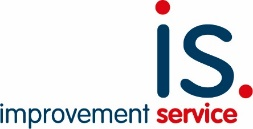 is.
improvement service